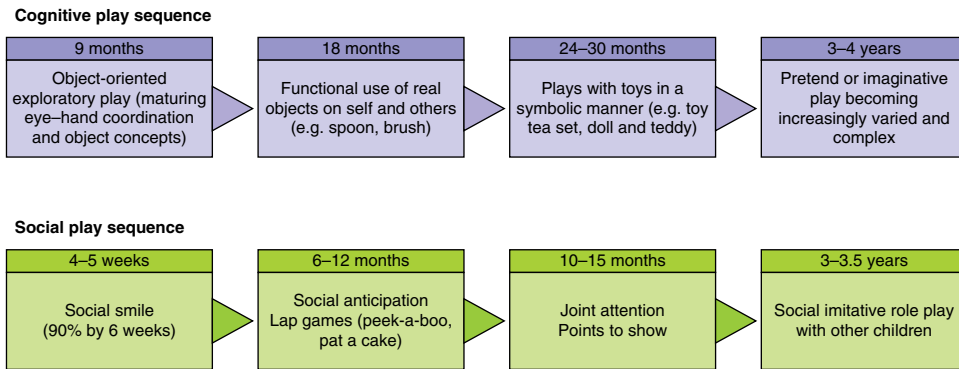 Cognitive play sequence
9 months
Object-oriented
exploratory play (maturing
eye–hand coordination
and object concepts)
18 months
Functional use of real
objects on self and others
(e.g. spoon, brush)
24–30 months
Plays with toys in a
symbolic manner (e.g. toy
tea set, doll and teddy)
3–4 years
Pretend or imaginative
play becoming
increasingly varied and
complex
Social play sequence
4–5 weeks
Social smile
(90% by 6 weeks)
6–12 months
Social anticipation
Lap games (peek-a-boo,
pat a cake)
10–15 months
Joint attention
Points to show
3–3.5 years
Social imitative role play
with other children